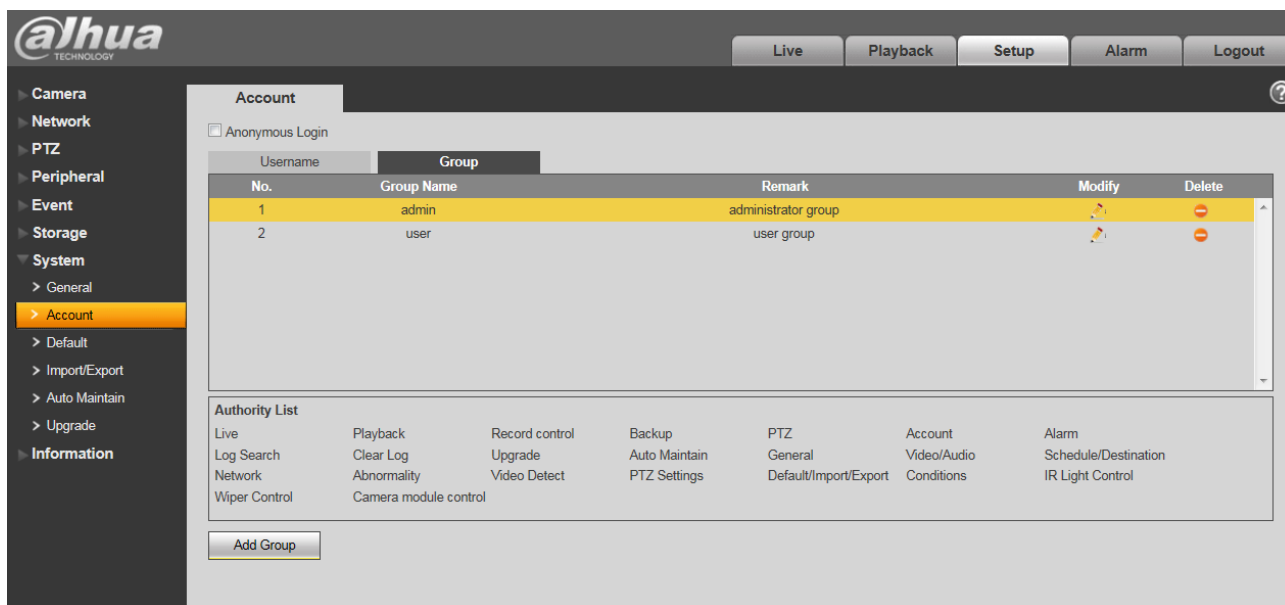 alhua
TECHNOLOGY
Live Playback Setup Alarm Logout
Camera
Network
PTZ
Peripheral
Event
Storage
System
> General
> Account
> Default
> Import/Export
> Auto Maintain
> Upgrade
Information
Account
?
Anonymous Login
Username Group
No. Group Name Remark Modify Delete
1 admin administrator group
2 user user group
Authority List
Live Playback Record control Backup PTZ Account Alarm
Log Search Clear Log Upgrade Auto Maintain General Video/Audio Schedule/Destination
Network Abnormality Video Detect PTZ Settings Default/Import/Export Conditions IR Light Control
Wiper Control Camera module control
Add Group